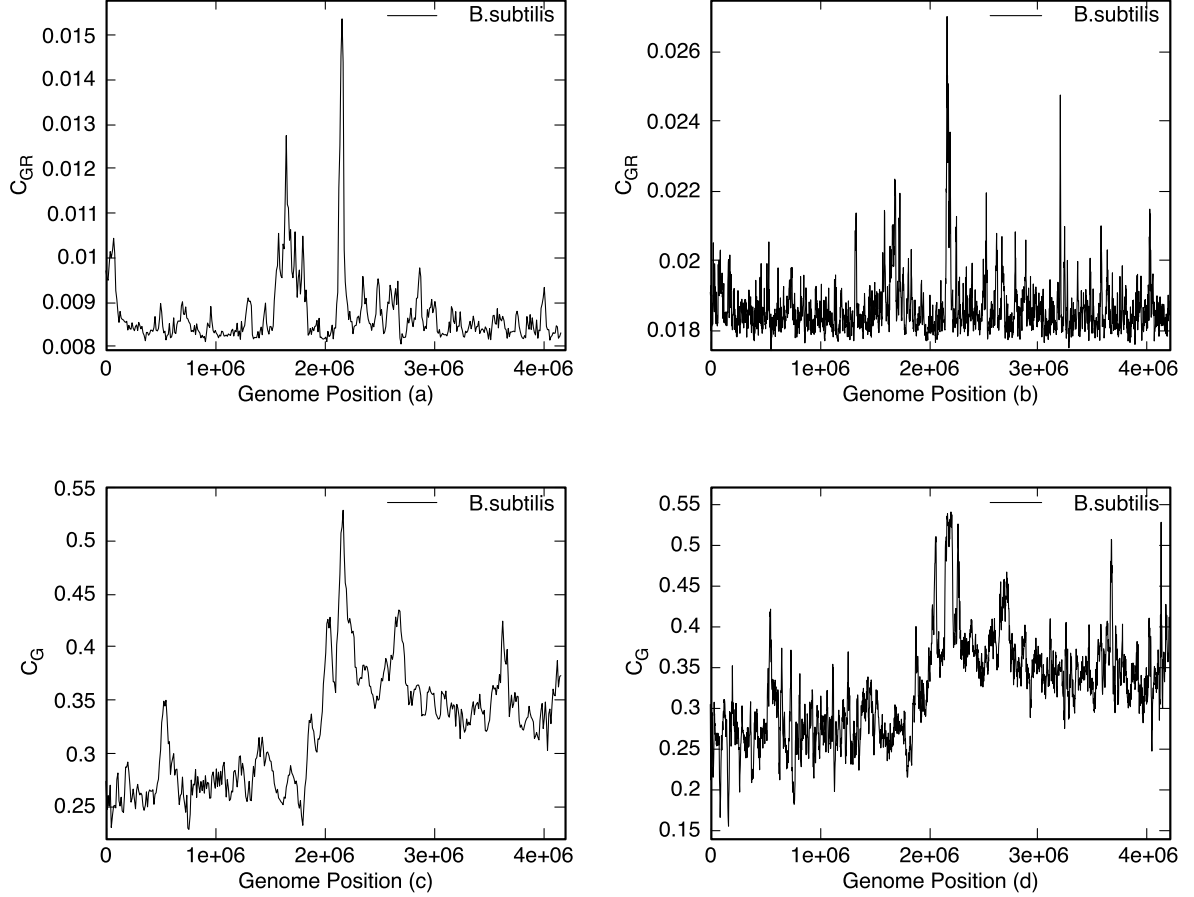 B.subtilis
0.015
0.014
0.013
0.012
0.011
0.01
0.009
0.008
C_GR
0 1e+06 2e+06 3e+06 4e+06
Genome Position (a)
B.subtilis
0.026
0.024
0.022
0.02
0.018
C_GR
0 1e+06 2e+06 3e+06 4e+06
Genome Position (b)
B.subtilis
0.55
0.5
0.45
0.4
0.35
0.3
0.25
C_G
0 1e+06 2e+06 3e+06 4e+06
Genome Position (c)
B.subtilis
0.55
0.5
0.45
0.4
0.35
0.3
0.25
0.2
0.15
C_G
0 1e+06 2e+06 3e+06 4e+06
Genome Position (d)